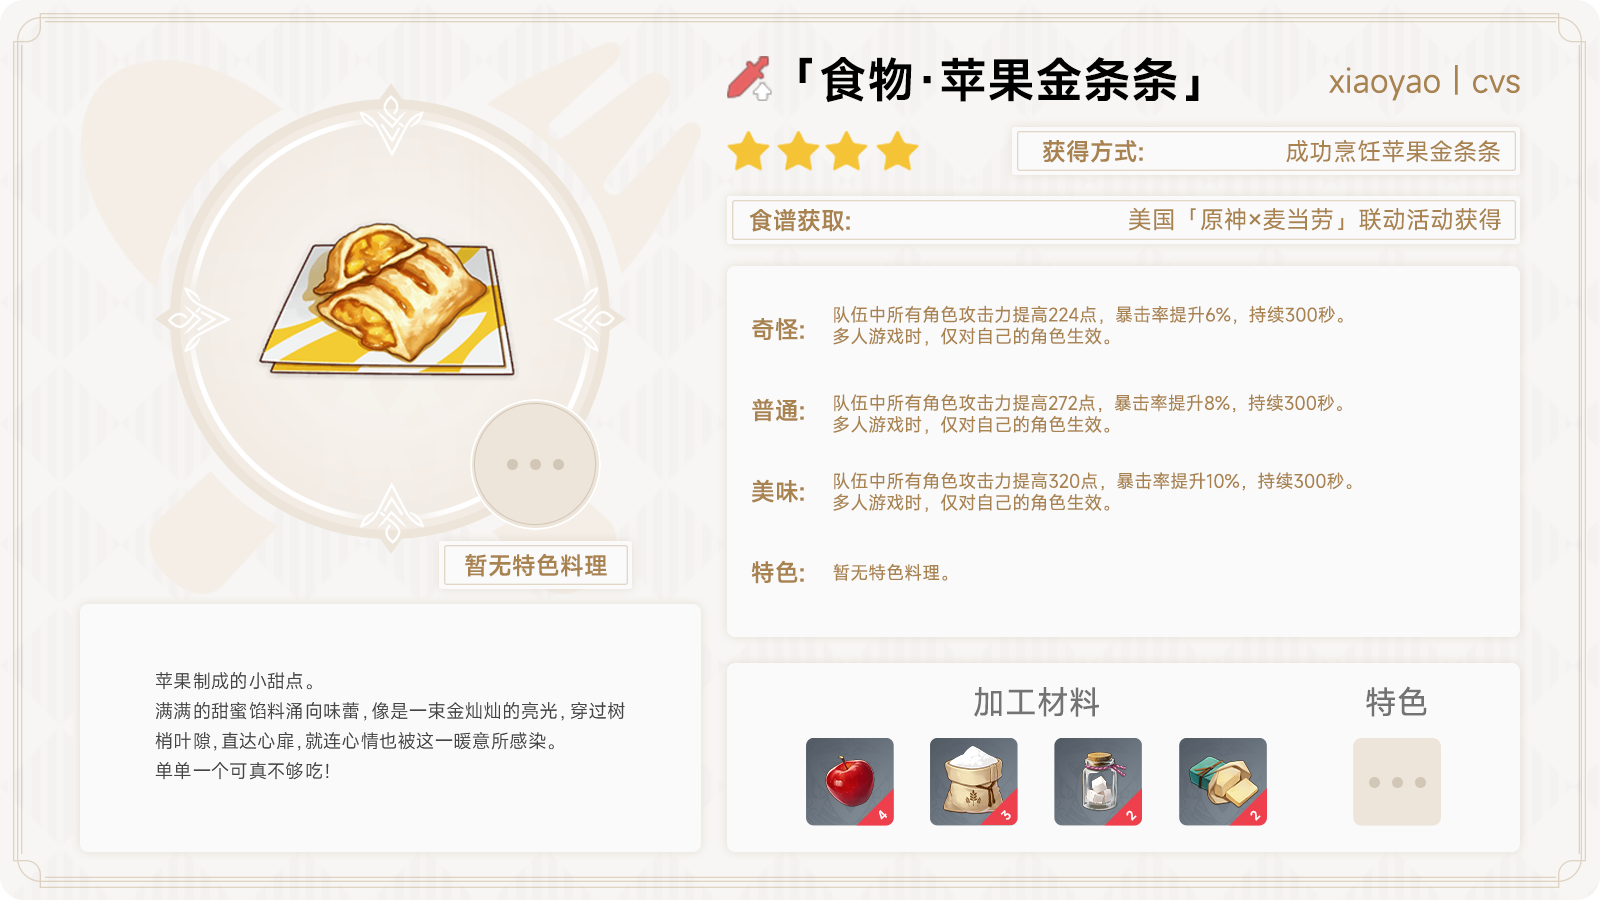 「食物·苹果金条条」
xiaoyao | cvs
获得方式: 成功烹饪苹果金条条
食谱获取: 美国「原神×麦当劳」联动活动获得
奇怪: 队伍中所有角色攻击力提高224点，暴击率提升6%，持续300秒。
多人游戏时，仅对自己的角色生效。
普通: 队伍中所有角色攻击力提高272点，暴击率提升8%，持续300秒。
多人游戏时，仅对自己的角色生效。
美味: 队伍中所有角色攻击力提高320点，暴击率提升10%，持续300秒。
多人游戏时，仅对自己的角色生效。
特色: 暂无特色料理。
暂无特色料理
苹果制成的小甜点。
满满的甜蜜馅料涌向味蕾,像是一束金灿灿的亮光,穿过树
梢叶隙,直达心扉,就连心情也被这一暖意所感染。
单单一个可真不够吃!
加工材料
特色
4
3
2
2